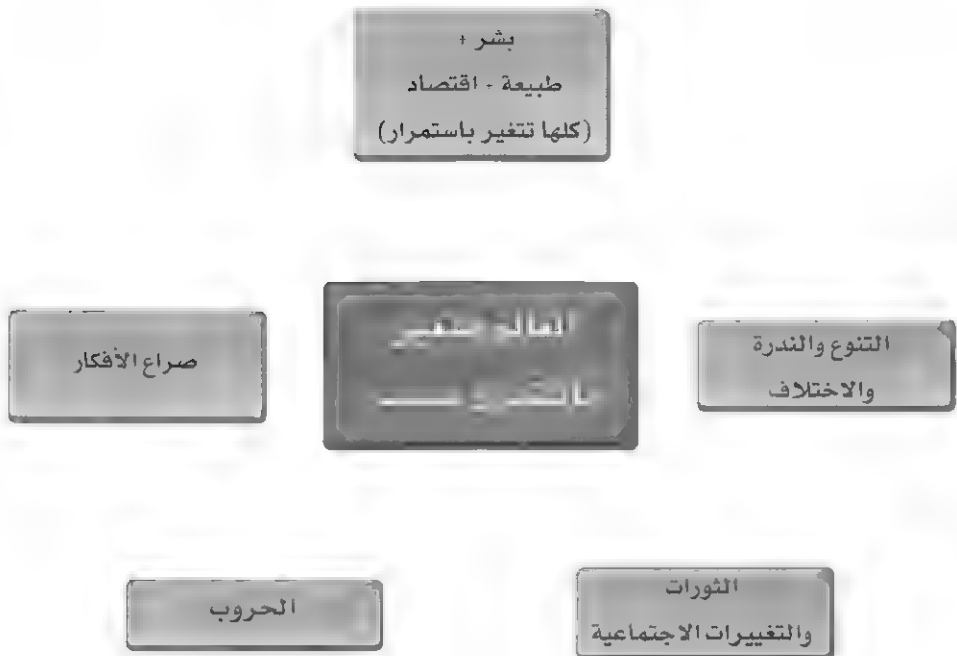 بشر +
طبيعة - اقتصاد
(كلها تتغير باستمرار)
التنوع والندرة
والاختلاف
صراع الأفكار
الثورات
والتغييرات الاجتماعية
الحروب